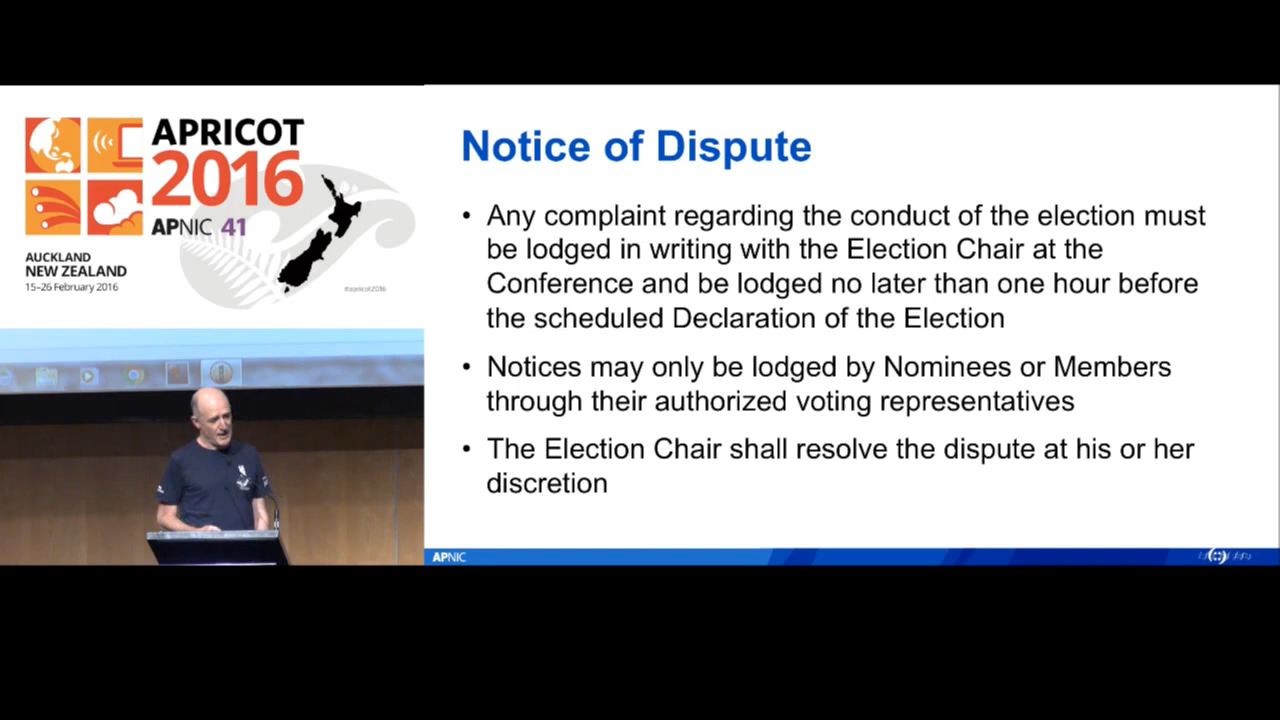 APRICOT
2016
APNIC 41
AUCKLAND
NEW ZEALAND
15–26 February 2016
#apricot2016
Notice of Dispute
• Any complaint regarding the conduct of the election must
be lodged in writing with the Election Chair at the
Conference and be lodged no later than one hour before
the scheduled Declaration of the Election
• Notices may only be lodged by Nominees or Members
through their authorized voting representatives
• The Election Chair shall resolve the dispute at his or her
discretion
APNIC